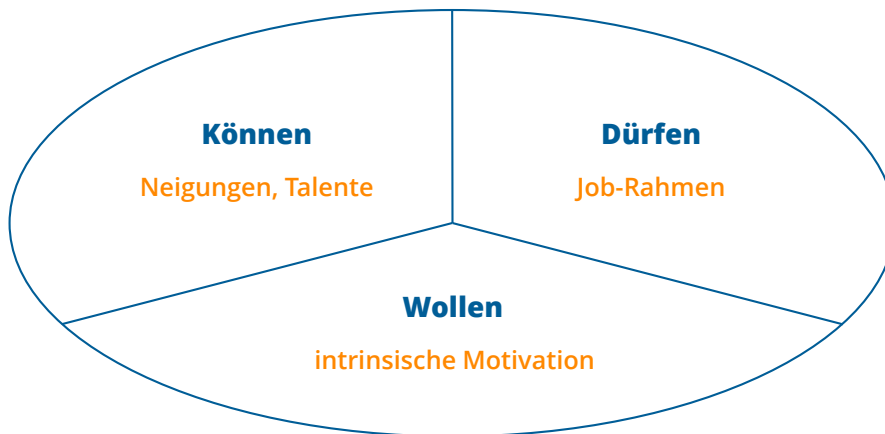 Können
Neigungen, Talente
Dürfen
Job-Rahmen
Wollen
intrinsische Motivation